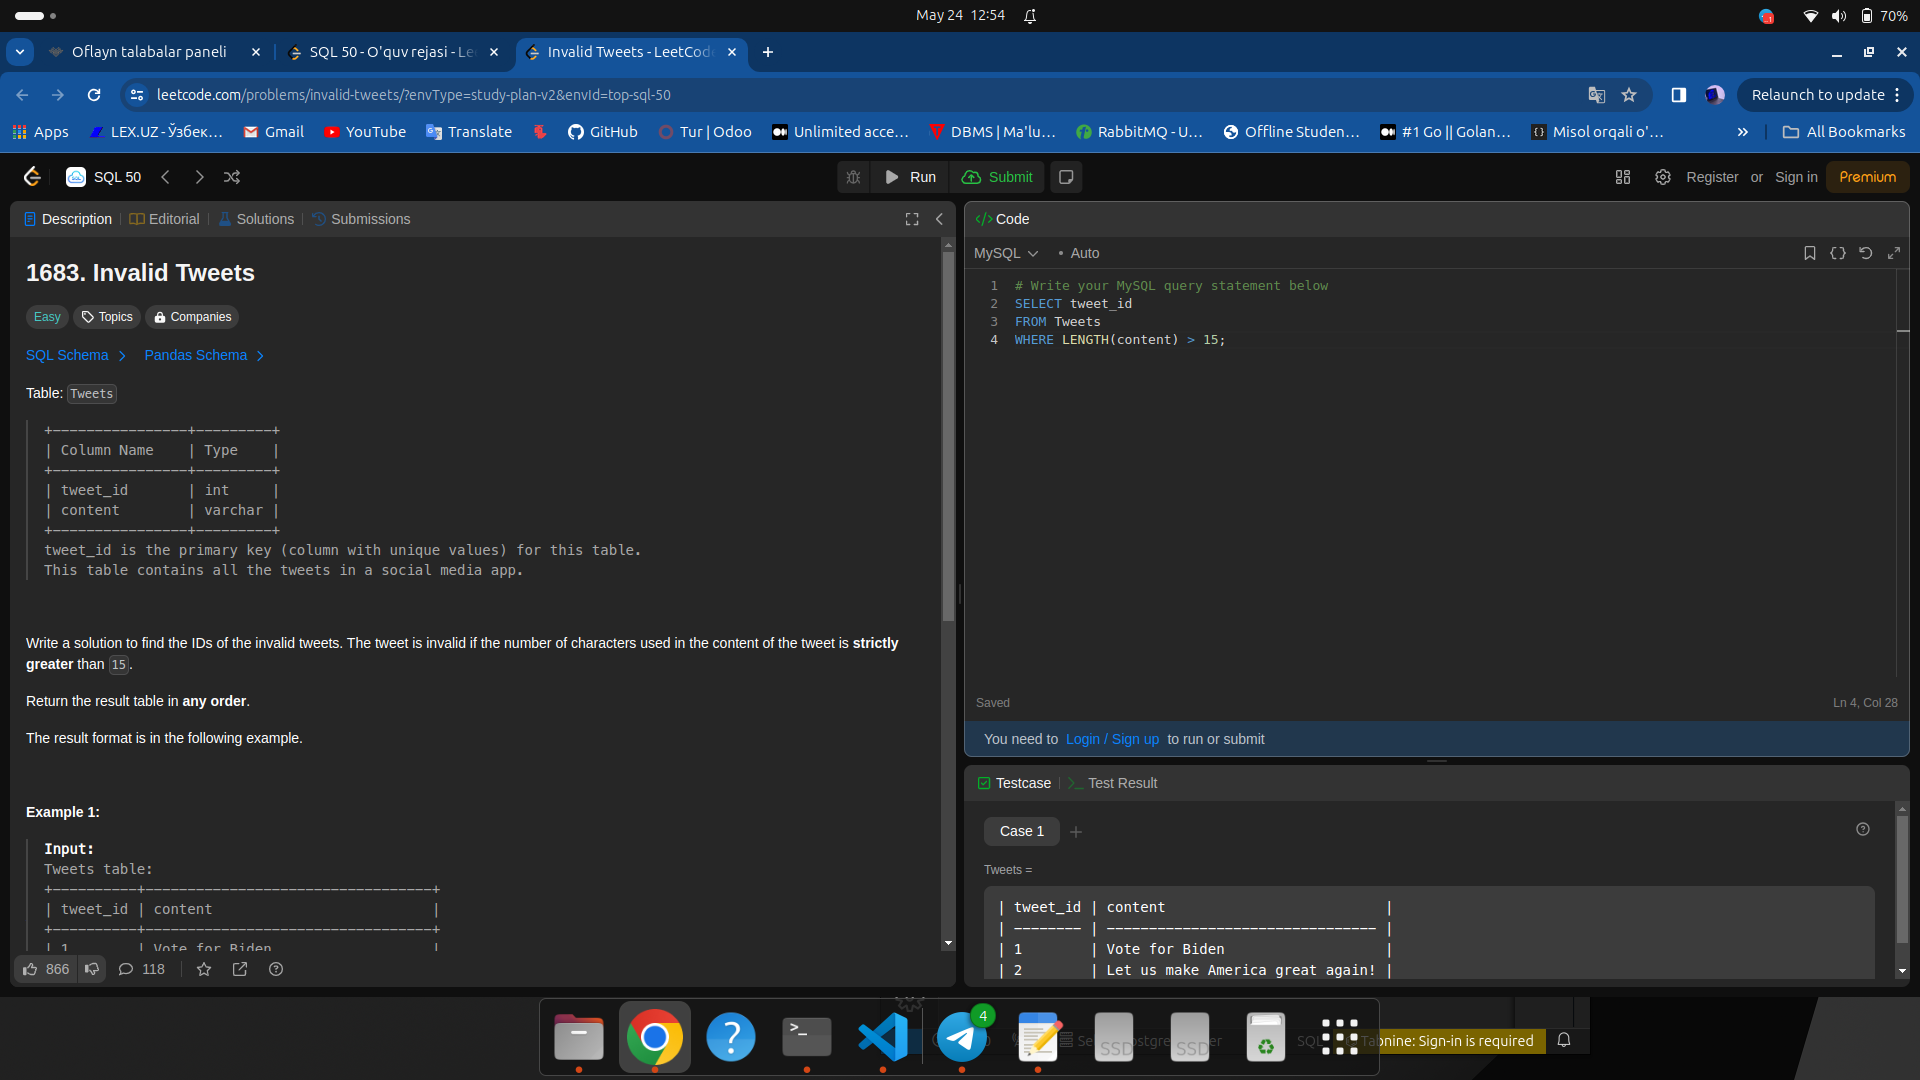 May 24 12:54
70%
Oflayn talabalar paneli
SQL 50 - O'quv rejasi - Le
Invalid Tweets - LeetCode
leetcode.com/problems/invalid-tweets/?envType=study-plan-v2&envId=top-sql-50
Relaunch to update
Apps
LEX.UZ - Ўзбек…
Gmail
YouTube
Translate
GitHub
Tur | Odoo
Unlimited acce…
DBMS | Ma'lu…
RabbitMQ - U…
Offline Studen…
#1 Go || Golan…
Misol orqali o'…
All Bookmarks
SQL 50
Run
Submit
Register or Sign in
Premium
Description
Editorial
Solutions
Submissions
1683. Invalid Tweets
Easy
Topics
Companies
SQL Schema
Pandas Schema
Table: Tweets
+----------------+---------+
| Column Name    | Type    |
+----------------+---------+
| tweet_id       | int     |
| content        | varchar |
+----------------+---------+
tweet_id is the primary key (column with unique values) for this table.
This table contains all the tweets in a social media app.
Write a solution to find the IDs of the invalid tweets. The tweet is invalid if the number of characters used in the content of the tweet is strictly
greater than 15.
Return the result table in any order.
The result format is in the following example.
Example 1:
Input:
Tweets table:
+----------+----------------------------------+
| tweet_id | content                          |
+----------+----------------------------------+
| 1        | Vote for Biden                   |
866
118
Code
MySQL
• Auto
1 # Write your MySQL query statement below
2 SELECT tweet_id
3 FROM Tweets
4 WHERE LENGTH(content) > 15;
Saved
Ln 4, Col 28
You need to Login / Sign up to run or submit
Testcase
Test Result
Case 1
Tweets =
| tweet_id | content                          |
| -------- | -------------------------------- |
| 1        | Vote for Biden                   |
| 2        | Let us make America great again! |
4
SSD
SSD
Tabnine: Sign-in is required